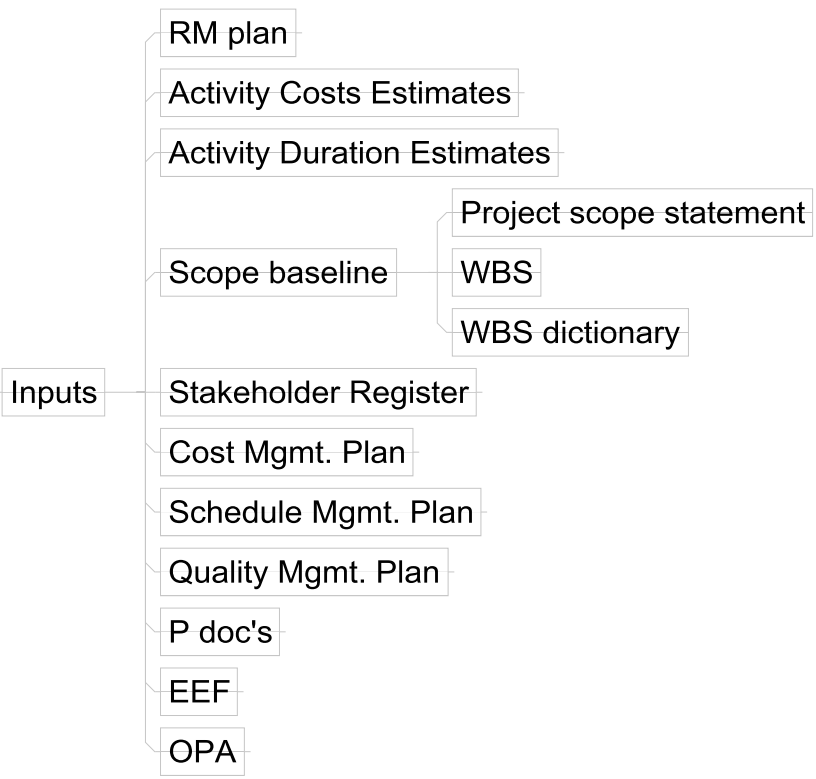 RM plan
Activity Costs Estimates
Activity Duration Estimates
Project scope statement
Scope baseline
WBS
WBS dictionary
Inputs
Stakeholder Register
Cost Mgmt. Plan
Schedule Mgmt. Plan
Quality Mgmt. Plan
P doc's
EEF
OPA